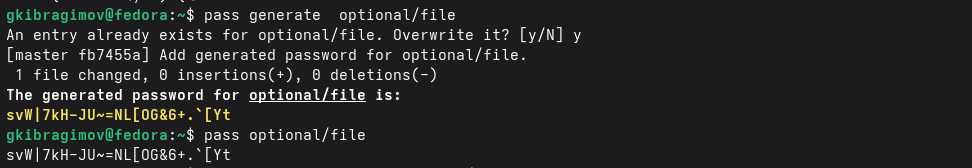 gkibragimov@fedora:~$ pass generate  optional/file
An entry already exists for optional/file. Overwrite it? [y/N] y
[master fb7455a] Add generated password for optional/file.
 1 file changed, 0 insertions(+), 0 deletions(-)
The generated password for optional/file is:
svW|7kH-JU~=NL[OG&6+.`[Yt
gkibragimov@fedora:~$ pass optional/file
svW|7kH-JU~=NL[OG&6+.`[Yt